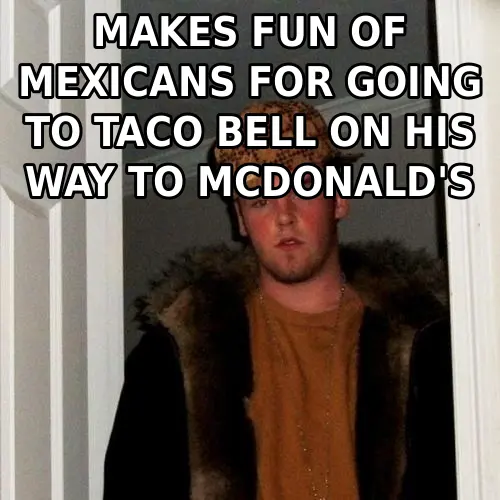 MAKES FUN OF
MEXICANS FOR GOING
TO TACO BELL ON HIS
WAY TO MCDONALD'S